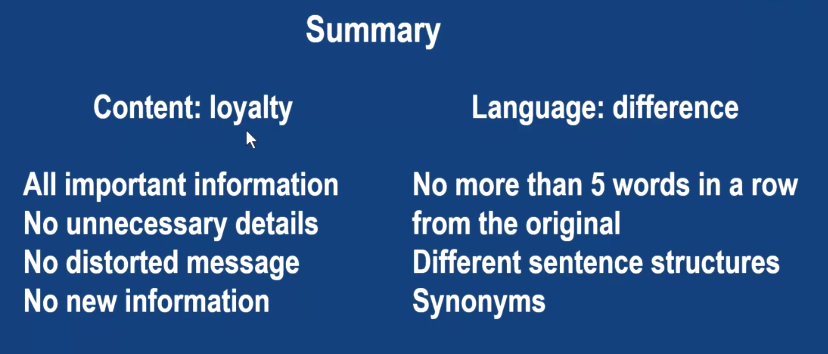 Summary
Content: loyalty
All important information
No unnecessary details
No distorted message
No new information
Language: difference
No more than 5 words in a row
from the original
Different sentence structures
Synonyms